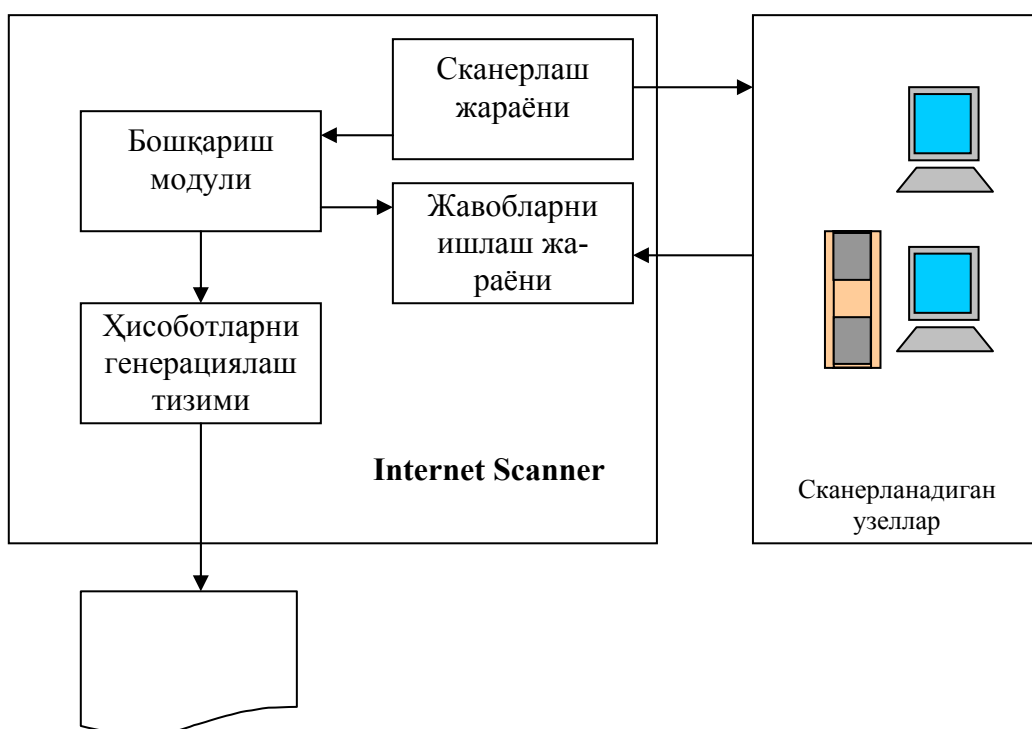 Сканерлаш
жараёни
Бошқариш
модули
Жавобларни
ишлаш жа-
раёни
Ҳисоботларни
генерациялаш
тизими
Internet Scanner
Сканерланадиган
узеллар